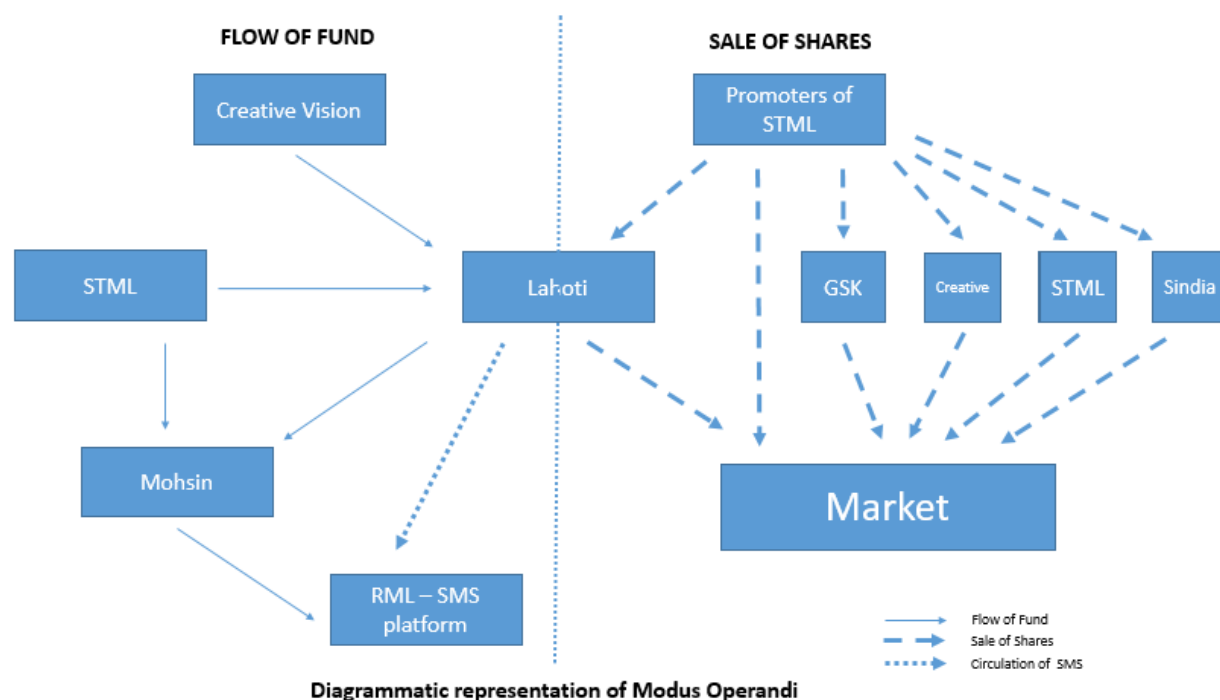 FLOW OF FUND
SALE OF SHARES
Creative Vision
Promoters of
STML
STML
Lahoti
GSK
Creative
STML
Sindia
Mohsin
Market
RML – SMS
platform
Flow of Fund
Sale of Shares
Circulation of SMS
Diagrammatic representation of Modus Operandi